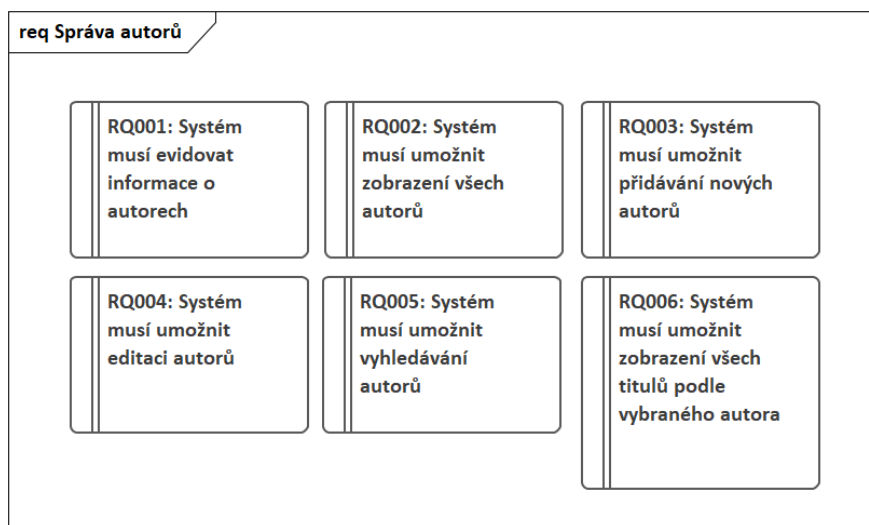 req Správa autorů
RQ001: Systém
musí evidovat
informace o
autorech
RQ002: Systém
musí umožnit
zobrazení všech
autorů
RQ003: Systém
musí umožnit
přidávání nových
autorů
RQ004: Systém
musí umožnit
editaci autorů
RQ005: Systém
musí umožnit
vyhledávání
autorů
RQ006: Systém
musí umožnit
zobrazení všech
titulů podle
vybraného autora